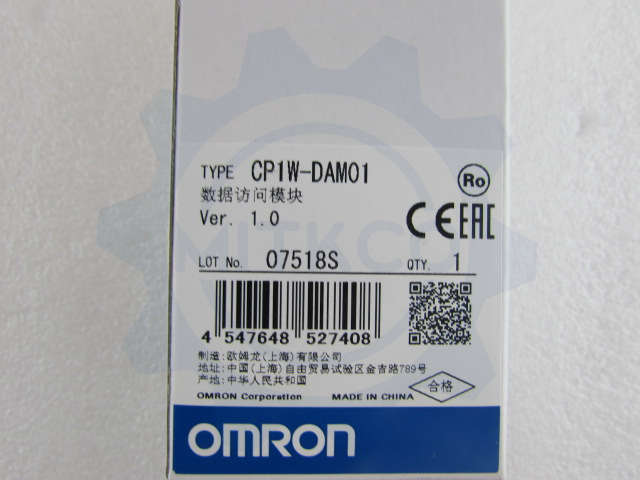 TYPE CP1W-DAM01
数据访问模块
Ver. 1.0
Ro
CE EAC
LOT No. 07518S QTY. 1
4 547648 527408
制造:欧姆龙(上海)有限公司
地址:中国(上海)自由贸易试验区金吉路789号
产地:中华人民共和国
合格
OMRON Corporation MADE IN CHINA
OMRON